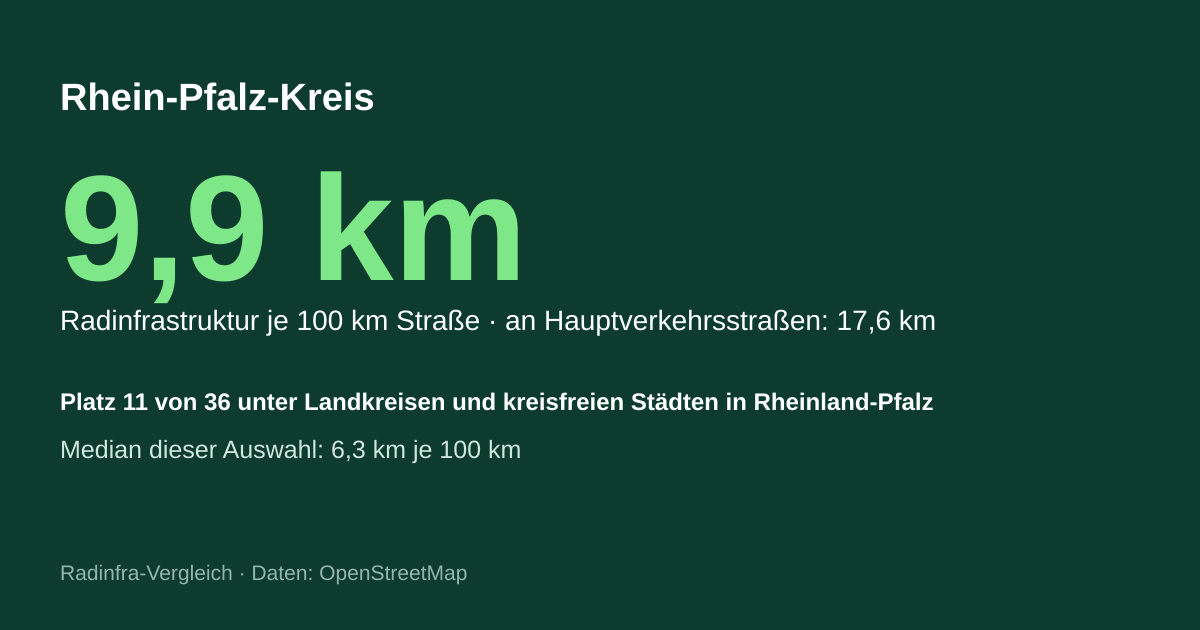 Rhein-Pfalz-Kreis
9,9 km
Radinfrastruktur je 100 km Straße · an Hauptverkehrsstraßen: 17,6 km
Platz 11 von 36 unter Landkreisen und kreisfreien Städten in Rheinland-Pfalz
Median dieser Auswahl: 6,3 km je 100 km
Radinfra-Vergleich · Daten: OpenStreetMap